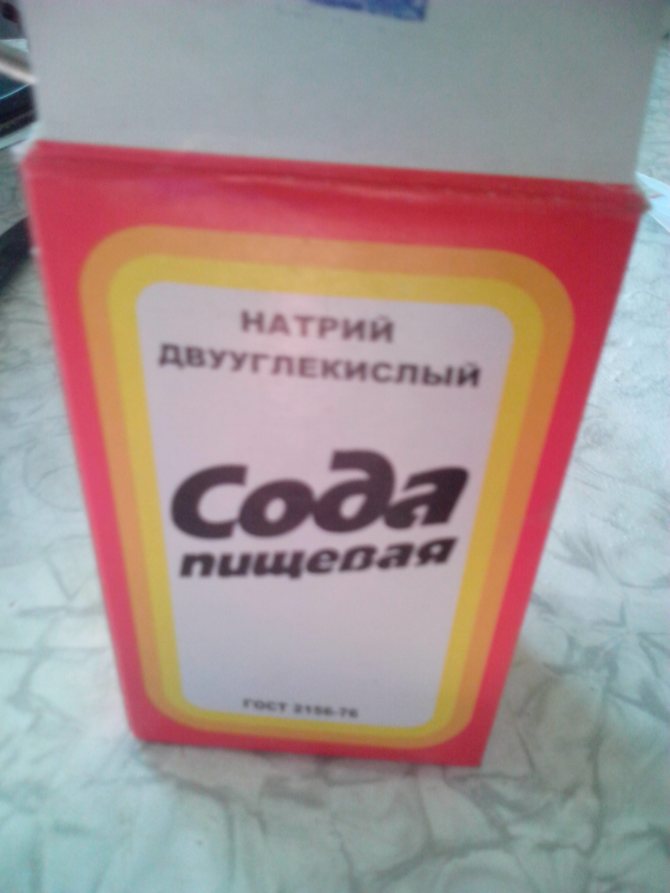 НАТРИЙ
ДВУУГЛЕКИСЛЫЙ
Сода
пищевая
ГОСТ 2156-76